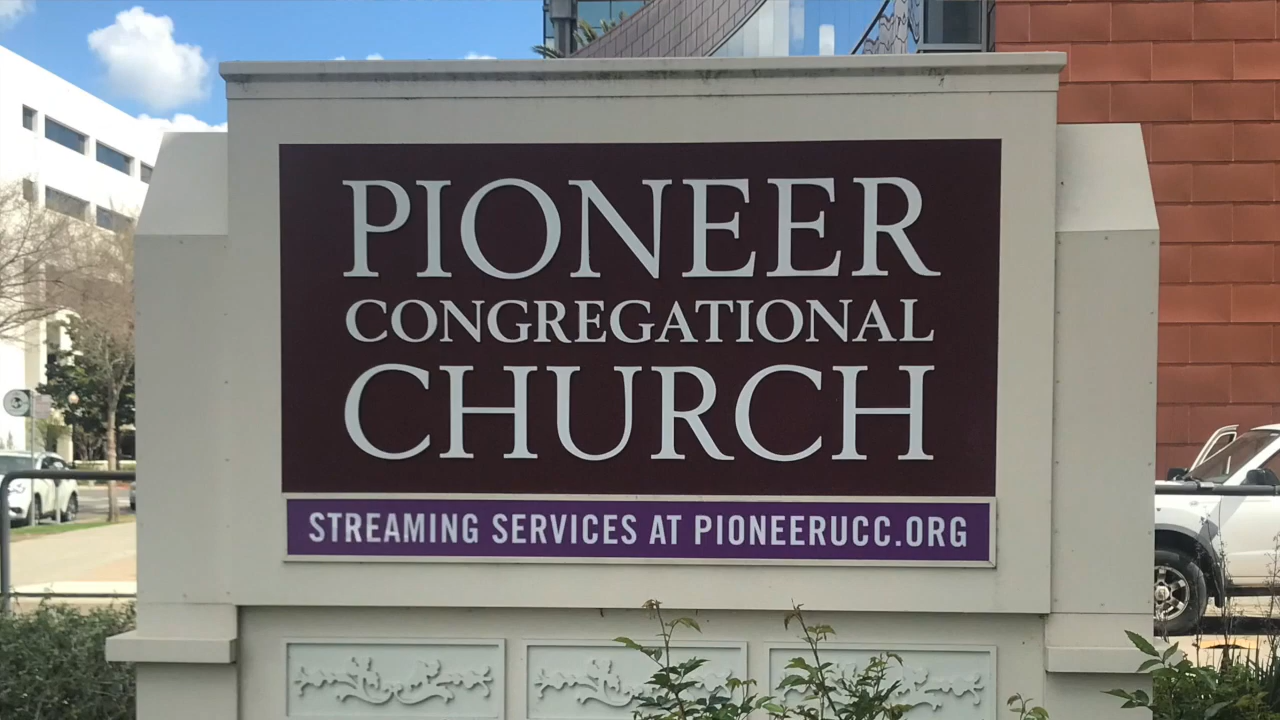 PIONEER
CONGREGATIONAL
CHURCH
STREAMING SERVICES AT PIONEERUCC.ORG